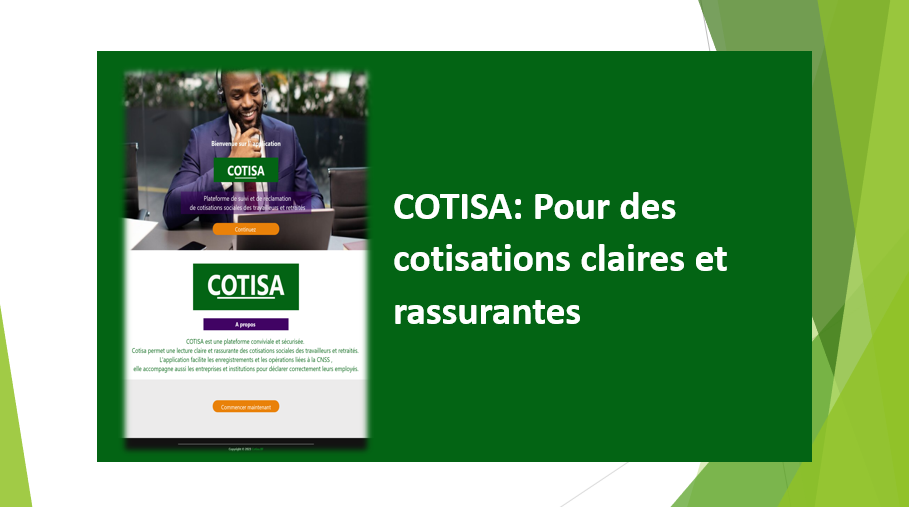 Bienvenue sur l'application
COTISA
Plateforme de suivi et de réclamation
de cotisations sociales des travailleurs et retraités.
Continuez
COTISA
A propos
COTISA est une plateforme conviviale et sécurisée.
Cotisa permet une lecture claire et rassurante des cotisations sociales des travailleurs et retraités.
L'application facilite les enregistrements et les opérations liées à la CNSS ,
elle accompagne aussi les entreprises et institutions pour déclarer correctement leurs employés.
Commencer maintenant
Copyright © 2023
COTISA: Pour des
cotisations claires et
rassurantes